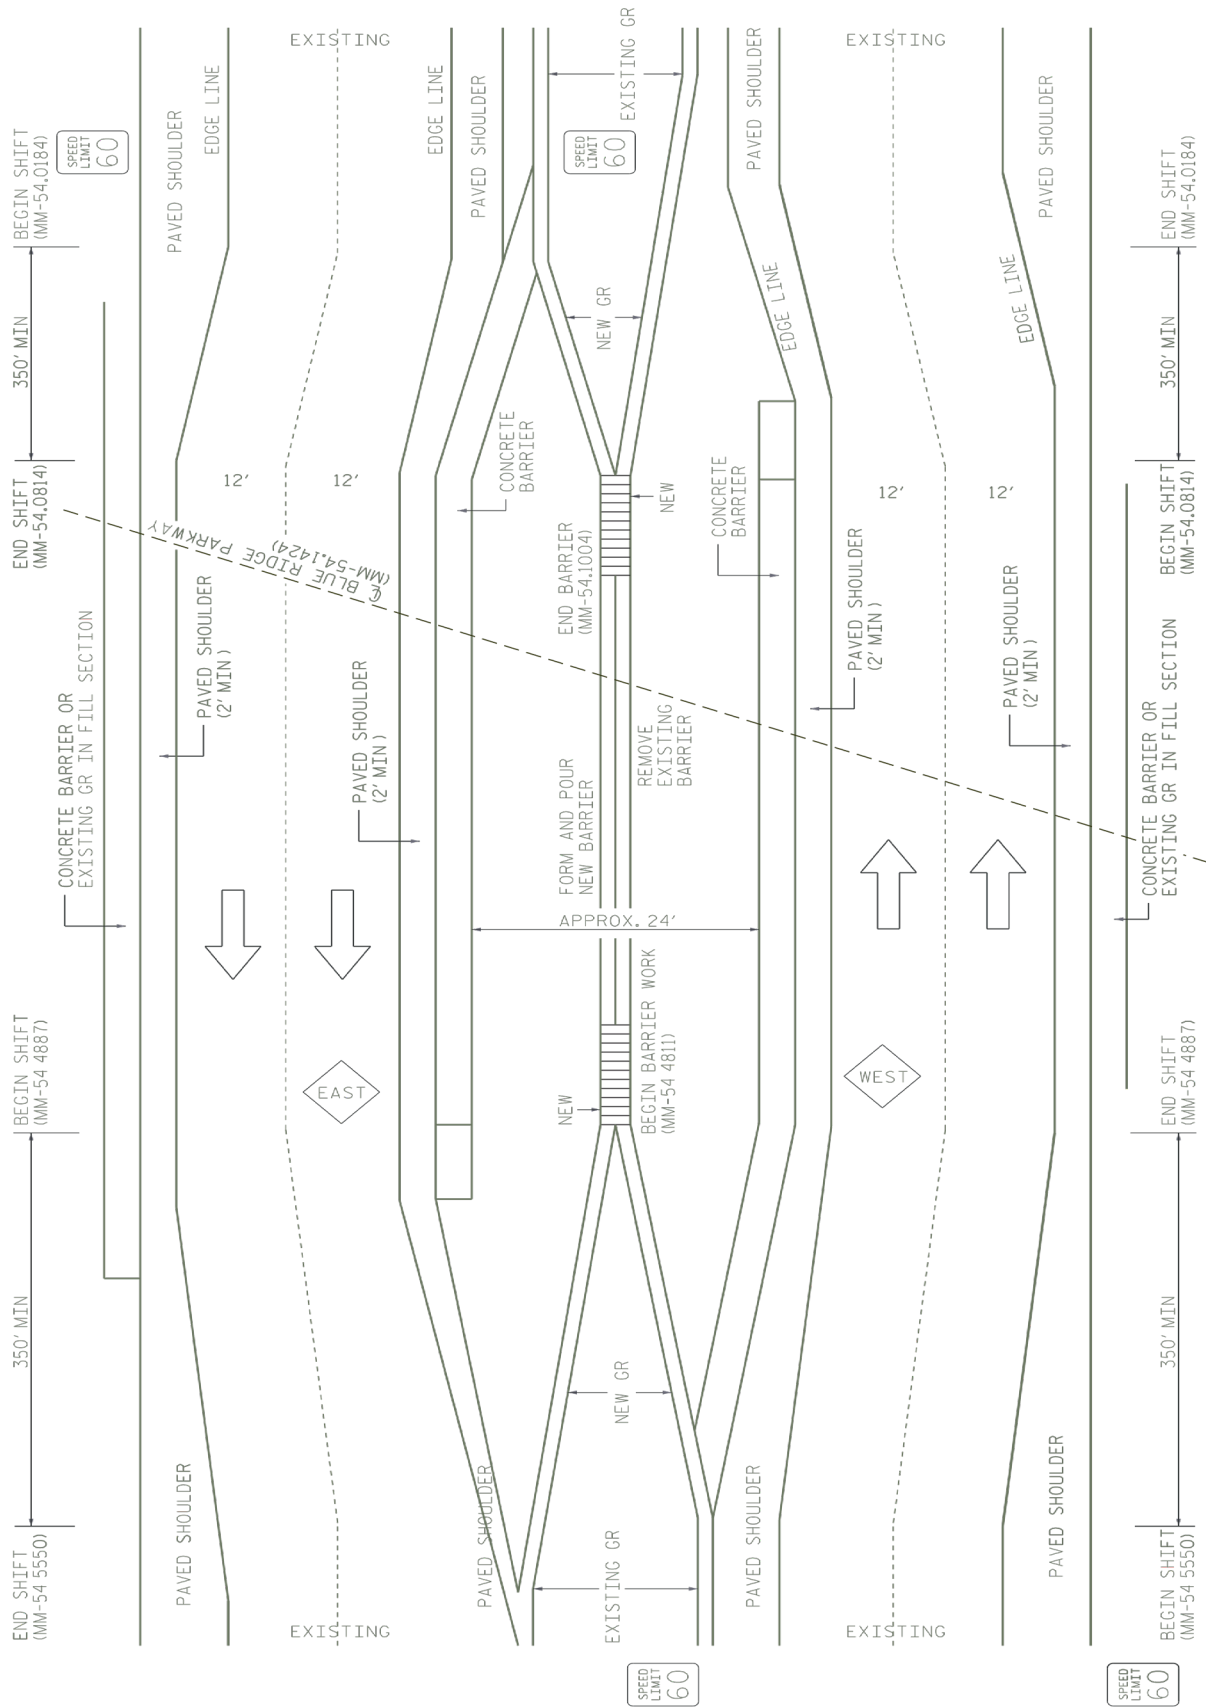 END SHIFT
(MM-54 5550)
350' MIN
BEGIN SHIFT
(MM-54 4887)
END SHIFT
(MM-54.0814)
350' MIN
BEGIN SHIFT
(MM-54.0184)
SPEED
LIMIT
60
CONCRETE BARRIER OR
EXISTING GR IN FILL SECTION
PAVED SHOULDER
PAVED SHOULDER
(2' MIN)
PAVED SHOULDER
EDGE LINE
12'
EXISTING
EXISTING
EAST
12'
℄ BLUE RIDGE PARKWAY
(MM-54.1424)
PAVED SHOULDER
(2' MIN)
EDGE LINE
PAVED SHOULDER
PAVED SHOULDER
CONCRETE
BARRIER
NEW
FORM AND POUR
NEW BARRIER
END BARRIER
(MM-54.1004)
SPEED
LIMIT
60
EXISTING GR
NEW GR
APPROX. 24'
NEW GR
EXISTING GR
SPEED
LIMIT
60
BEGIN BARRIER WORK
(MM-54 4811)
REMOVE
EXISTING
BARRIER
NEW
CONCRETE
BARRIER
PAVED SHOULDER
EDGE LINE
PAVED SHOULDER
PAVED SHOULDER
(2' MIN)
EXISTING
WEST
12'
EXISTING
12'
PAVED SHOULDER
(2' MIN)
EDGE LINE
PAVED SHOULDER
PAVED SHOULDER
SPEED
LIMIT
60
CONCRETE BARRIER OR
EXISTING GR IN FILL SECTION
BEGIN SHIFT
(MM-54 5550)
350' MIN
END SHIFT
(MM-54 4887)
BEGIN SHIFT
(MM-54.0814)
350' MIN
END SHIFT
(MM-54.0184)